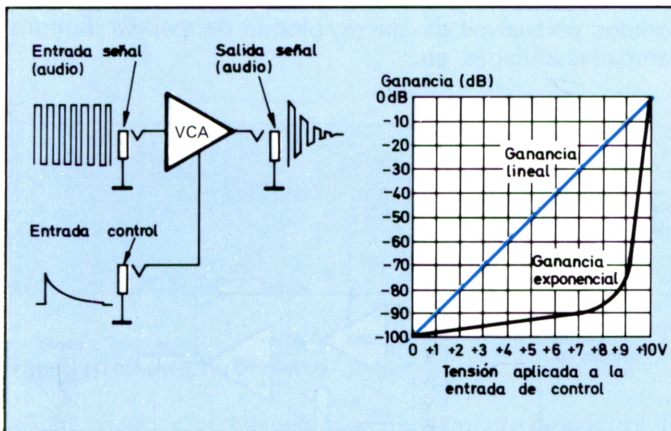 Entrada señal
(audio)
Salida señal
(audio)
VCA
Entrada control
Ganancia (dB)
0 dB
-10
-20
-30
-40
-50
-60
-70
-80
-90
-100
Ganancia
lineal
Ganancia
exponencial
0 +1 +2 +3 +4 +5 +6 +7 +8 +9 +10V
Tensión aplicada a la
entrada de control